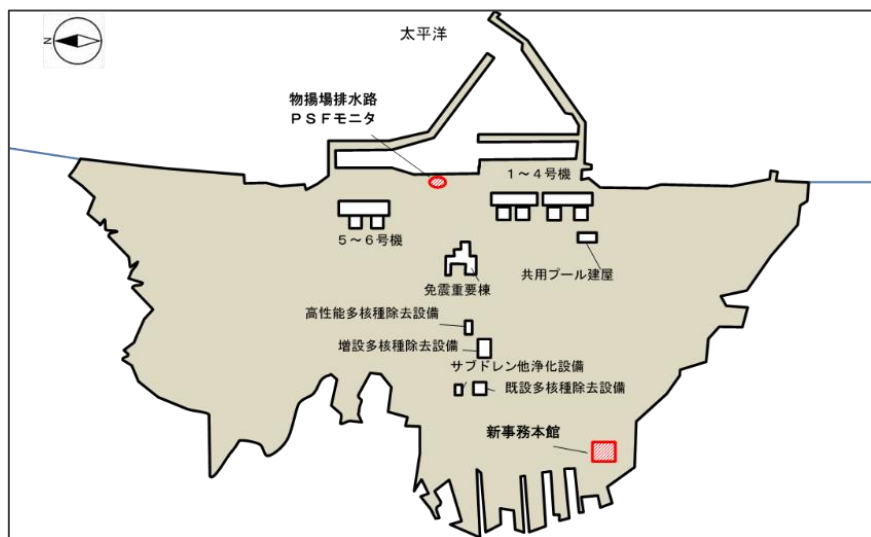 N
太平洋
物揚場排水路
ＰＳＦモニタ
１～４号機
５～６号機
共用プール建屋
免震重要棟
高性能多核種除去設備
増設多核種除去設備
サブドレン他浄化設備
既設多核種除去設備
新事務本館